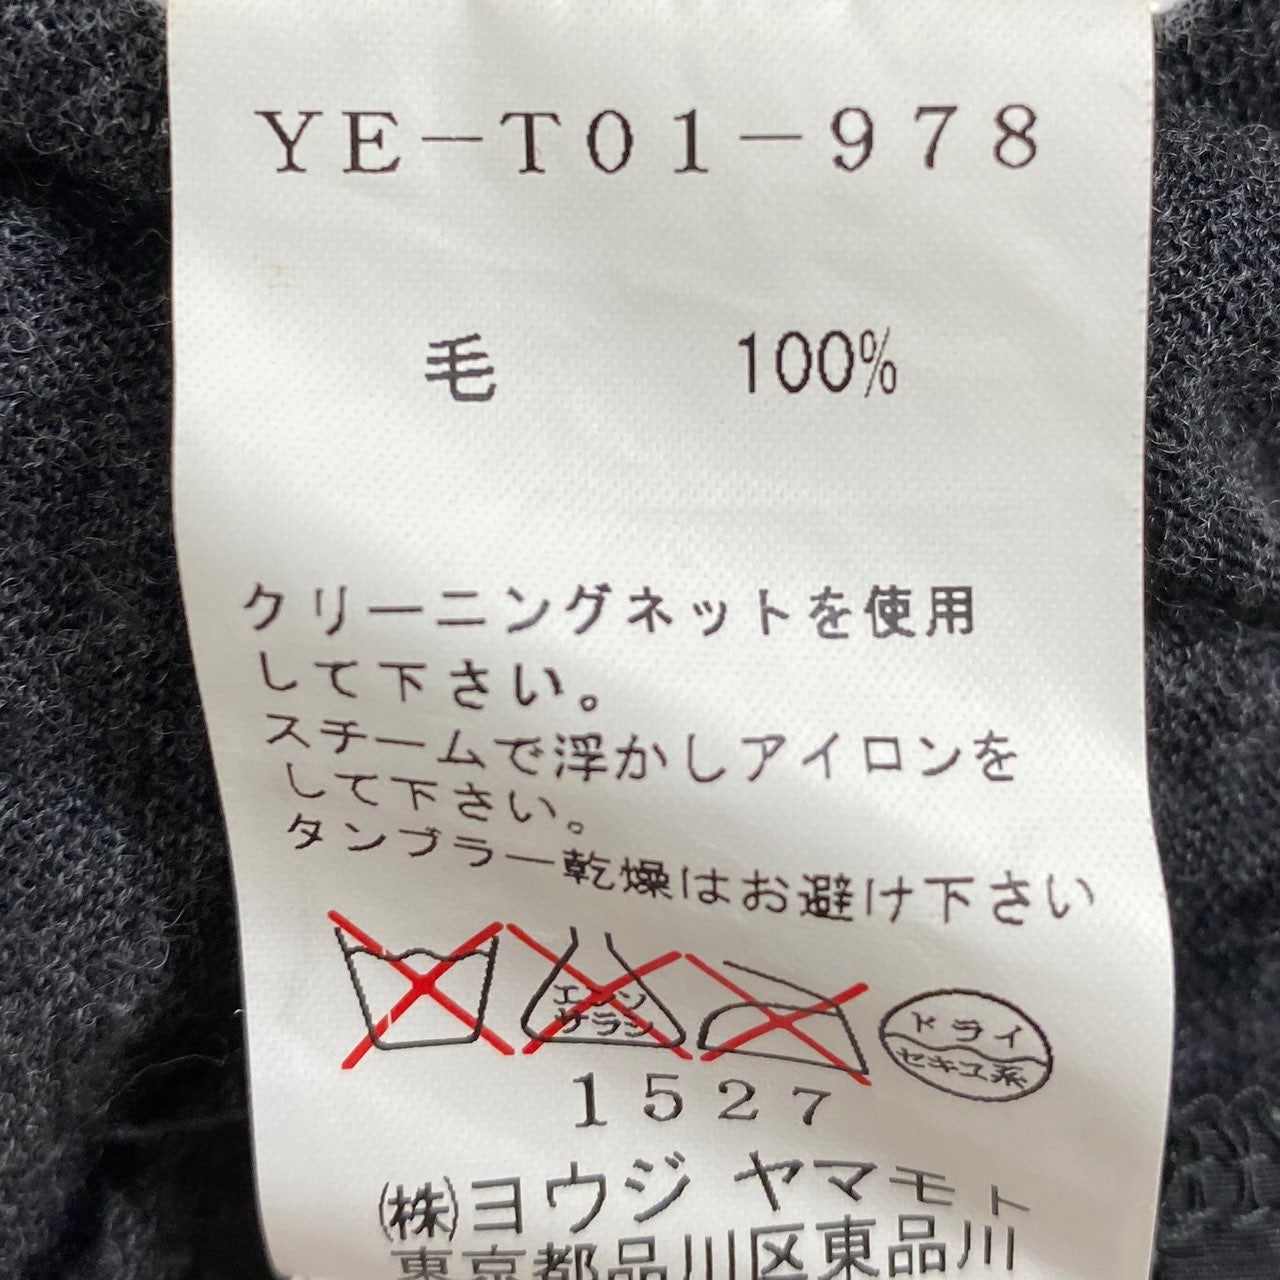 YE-T01-978
毛 100%
クリーニングネットを使用
して下さい。
スチームで浮かしアイロンを
して下さい。
タンブラー乾燥はお避け下さい
エンソ
サラシ
ドライ
セキユ系
1527
(株)ヨウジ ヤマモト
東京都品川区東品川